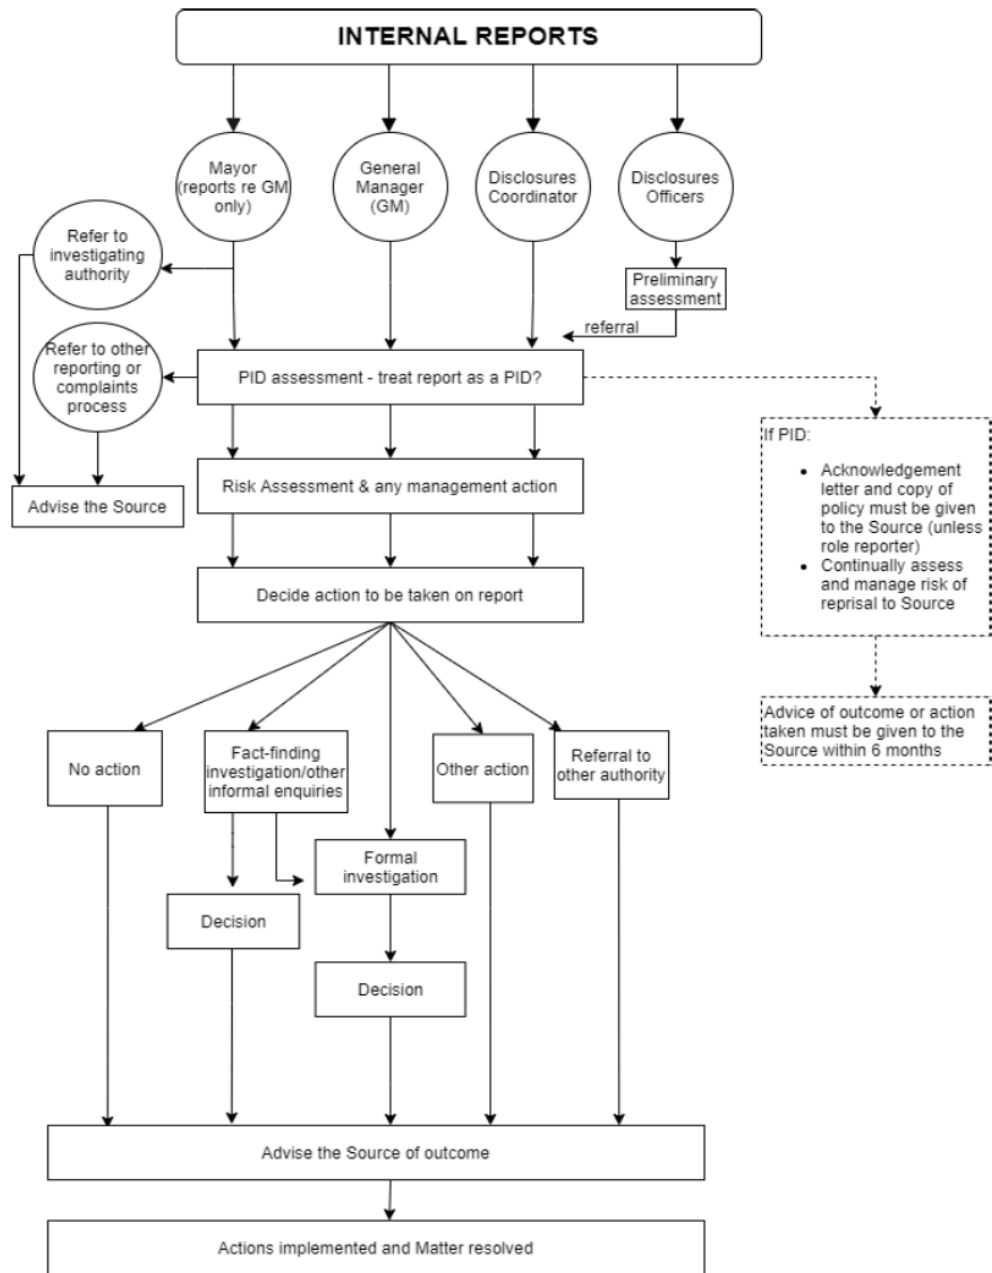 INTERNAL REPORTS
Mayor
(reports re GM
only)
General
Manager
(GM)
Disclosures
Coordinator
Disclosures
Officers
Refer to
investigating
authority
Preliminary
assessment
referral
Refer to other
reporting or
complaints
process
PID assessment - treat report as a PID?
If PID:
• Acknowledgement
letter and copy of
policy must be given
to the Source (unless
role reporter)
• Continually assess
and manage risk of
reprisal to Source
Advise the Source
Risk Assessment & any management action
Decide action to be taken on report
Advice of outcome or action
taken must be given to the
Source within 6 months
No action
Fact-finding
investigation/other
informal enquiries
Other action
Referral to
other authority
Formal
investigation
Decision
Decision
Advise the Source of outcome
Actions implemented and Matter resolved